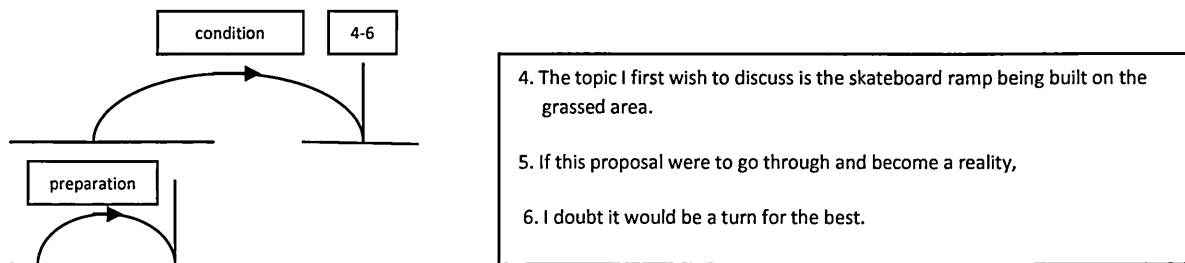 condition
4-6
preparation
4. The topic I first wish to discuss is the skateboard ramp being built on the
grassed area.
5. If this proposal were to go through and become a reality,
6. I doubt it would be a turn for the best.